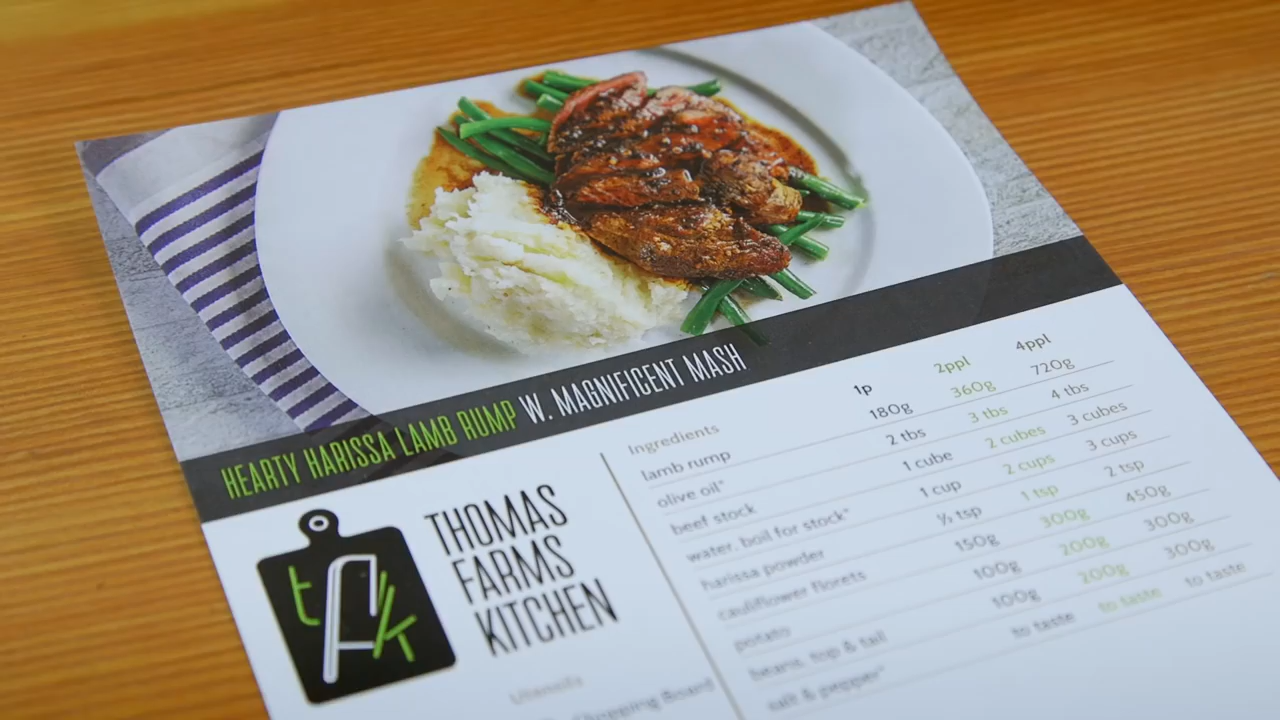 HEARTY HARISSA LAMB RUMP W. MAGNIFICENT MASH
tfk
THOMAS
FARMS
KITCHEN
Utensils
Chopping Board
Ingredients 1p 2ppl 4ppl
lamb rump 180g 360g 720g
olive oil* 2 tbs 3 tbs 4 tbs
beef stock 1 cube 2 cubes 3 cubes
water, boil for stock* 1 cup 2 cups 3 cups
harissa powder ½ tsp 1 tsp 2 tsp
cauliflower florets 150g 300g 450g
potato 100g 200g 300g
beans, top & tail 100g 200g 300g
salt & pepper* to taste to taste to taste